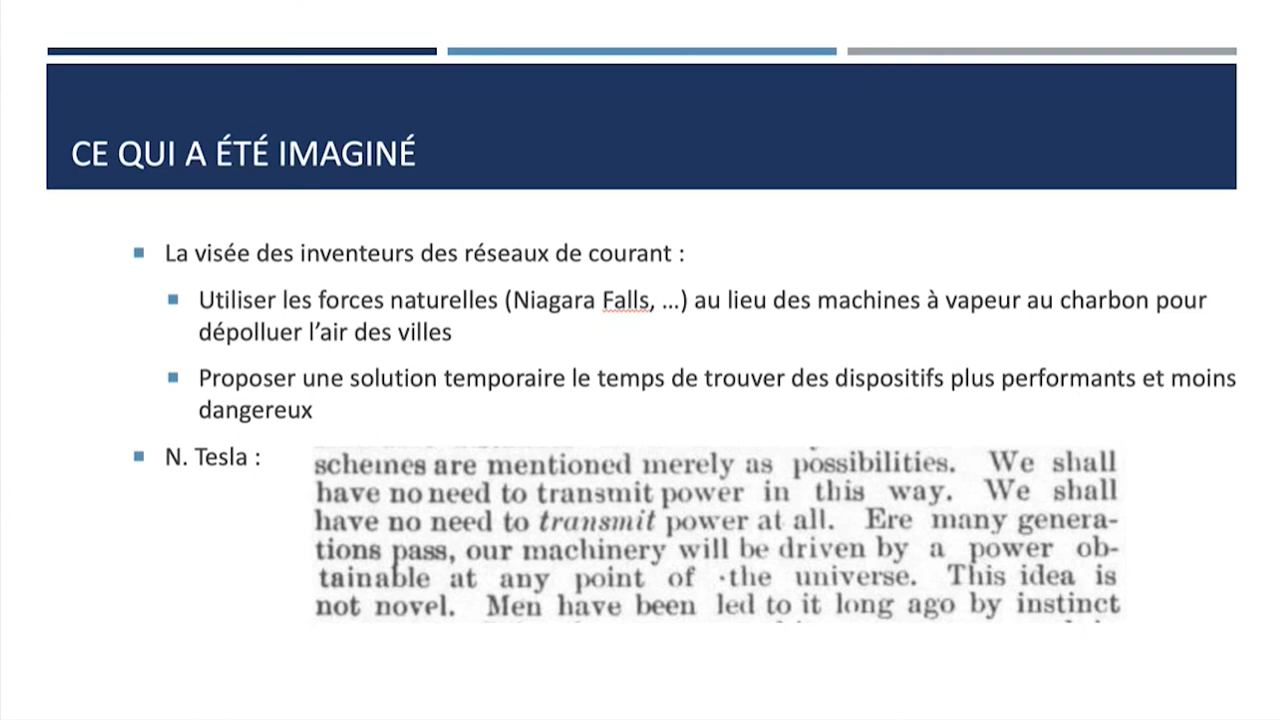 CE QUI A ÉTÉ IMAGINÉ
La visée des inventeurs des réseaux de courant :
Utiliser les forces naturelles (Niagara Falls, ...) au lieu des machines à vapeur au charbon pour
dépolluer l’air des villes
Proposer une solution temporaire le temps de trouver des dispositifs plus performants et moins
dangereux
N. Tesla :
schemes are mentioned merely as possibilities. We shall
have no need to transmit power in this way. We shall
have no need to transmit power at all. Ere many genera-
tions pass, our machinery will be driven by a power ob-
tainable at any point of the universe. This idea is
not novel. Men have been led to it long ago by instinct